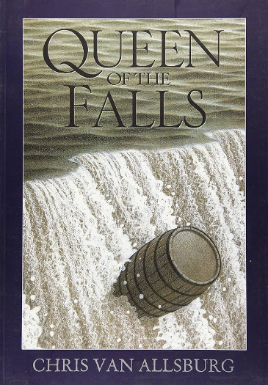 QUEEN
OF THE
FALLS
CHRIS VAN ALLSBURG